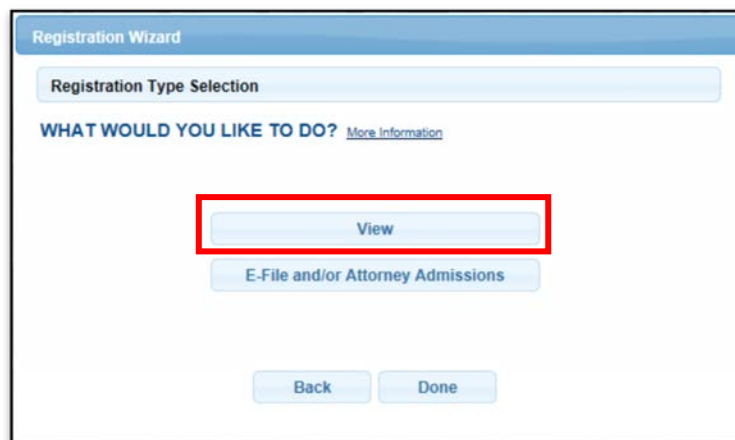 Registration Wizard
Registration Type Selection
WHAT WOULD YOU LIKE TO DO? More Information
View
E-File and/or Attorney Admissions
Back Done